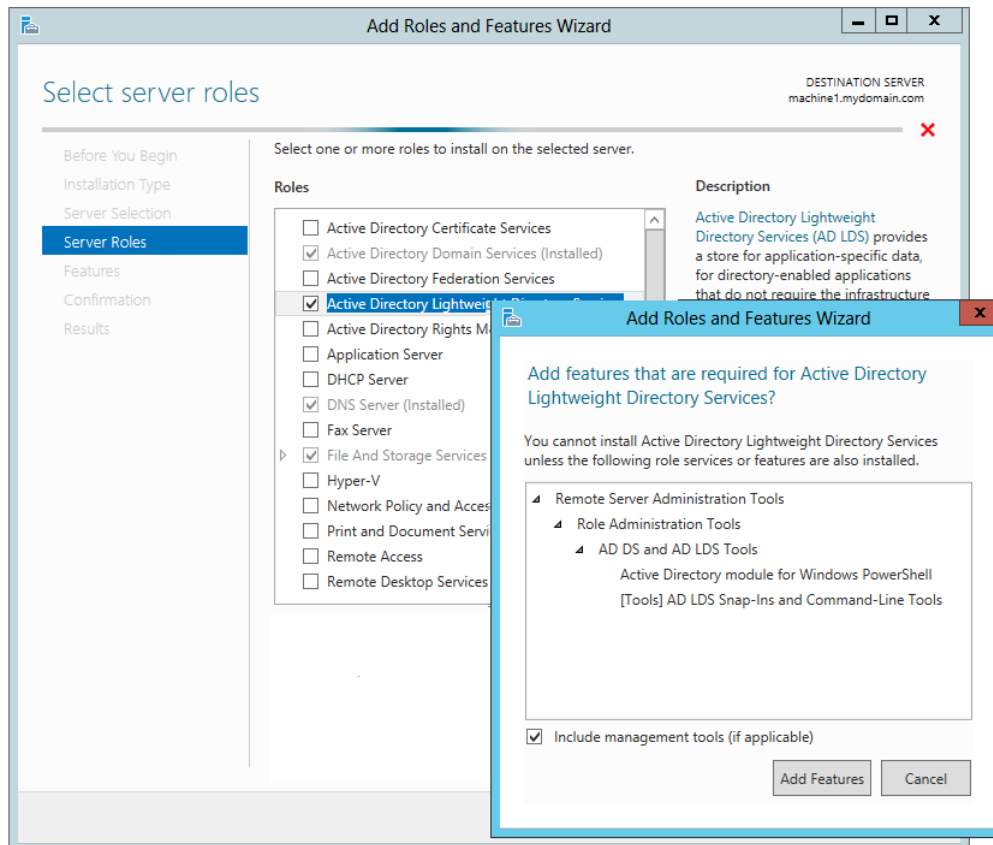 Add Roles and Features Wizard
Select server roles
DESTINATION SERVER
machine1.mydomain.com
Before You Begin
Installation Type
Server Selection
Server Roles
Features
Confirmation
Results
Select one or more roles to install on the selected server.
Roles
Active Directory Certificate Services
Active Directory Domain Services (Installed)
Active Directory Federation Services
Active Directory Lightweight
Active Directory Rights
Application Server
DHCP Server
DNS Server (Installed)
Fax Server
File And Storage Services
Hyper-V
Network Policy and
Print and Document
Remote Access
Remote Desktop Services
Description
Active Directory Lightweight
Directory Services (AD LDS) provides
a store for application-specific data,
for directory-enabled applications
that do not require the infrastructure
Add Roles and Features Wizard
Add features that are required for Active Directory
Lightweight Directory Services?
You cannot install Active Directory Lightweight Directory Services
unless the following role services or features are also installed.
Remote Server Administration Tools
Role Administration Tools
AD DS and AD LDS Tools
Active Directory module for Windows PowerShell
[Tools] AD LDS Snap-Ins and Command-Line Tools
Include management tools (if applicable)
Add Features
Cancel